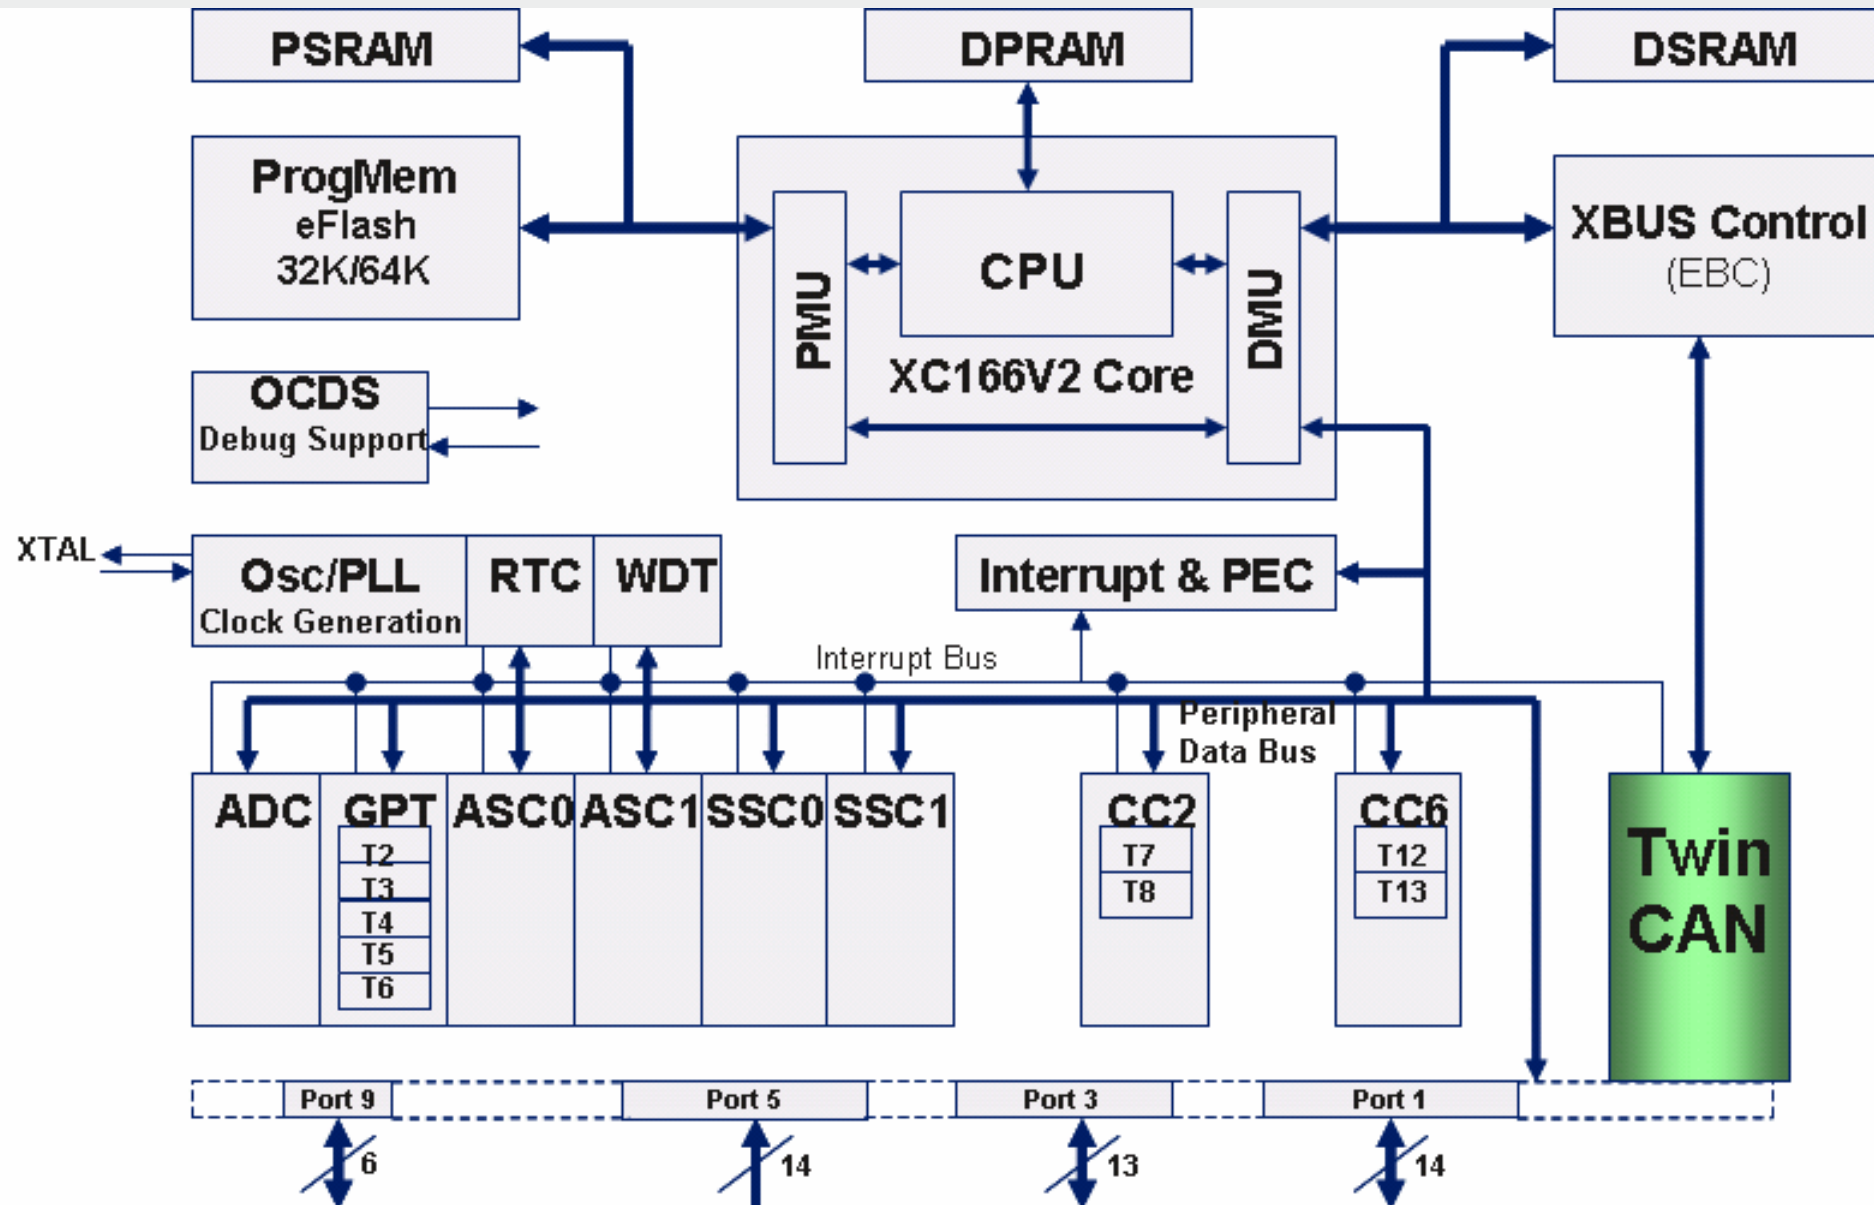 PSRAM
DPRAM
DSRAM
ProgMem
eFlash
32K/64K
PMU
CPU
DMU
XC166V2 Core
XBUS Control
(EBC)
OCDS
Debug Support
XTAL
Osc/PLL
Clock Generation
RTC
WDT
Interrupt & PEC
Interrupt Bus
Peripheral
Data Bus
ADC
GPT
T2
T3
T4
T5
T6
ASC0
ASC1
SSC0
SSC1
CC2
T7
T8
CC6
T12
T13
Twin
CAN
Port 9
Port 5
Port 3
Port 1
6
14
13
14